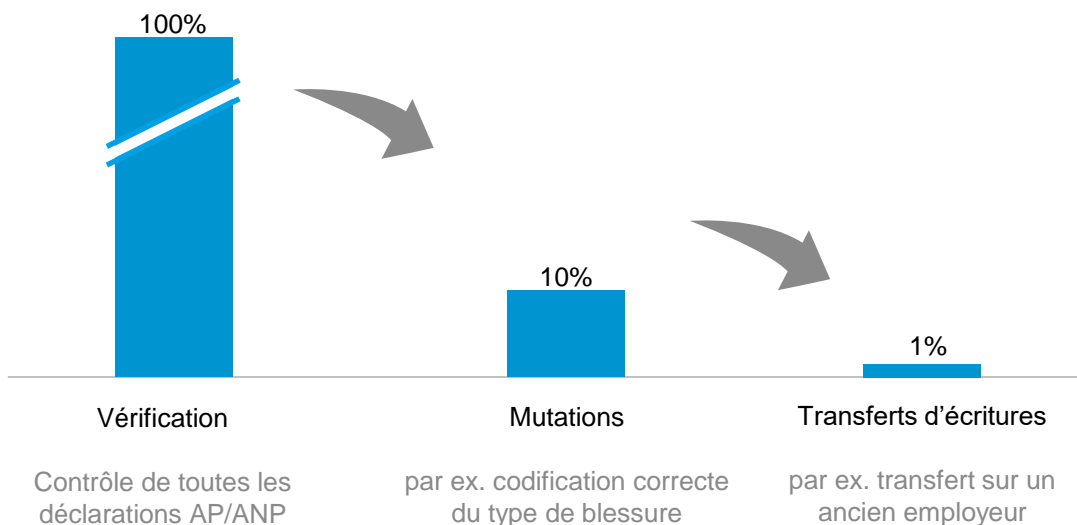 100%
10%
1%
Vérification
Mutations
Transferts d'écritures
Contrôle de toutes les
déclarations AP/ANP
par ex. codification correcte
du type de blessure
par ex. transfert sur un
ancien employeur